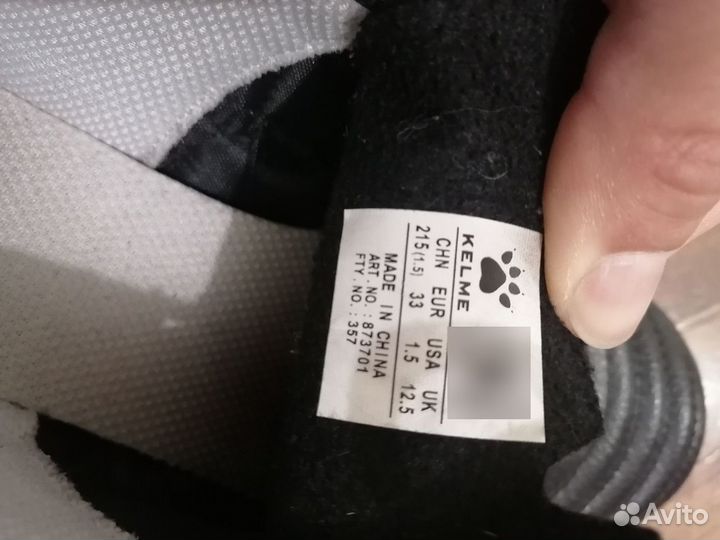 KELME
CHN EUR USA UK
215(1.5) 33 1.5 12.5
MADE IN CHINA
ART.NO.:873701
FTY.NO.:357
Avito